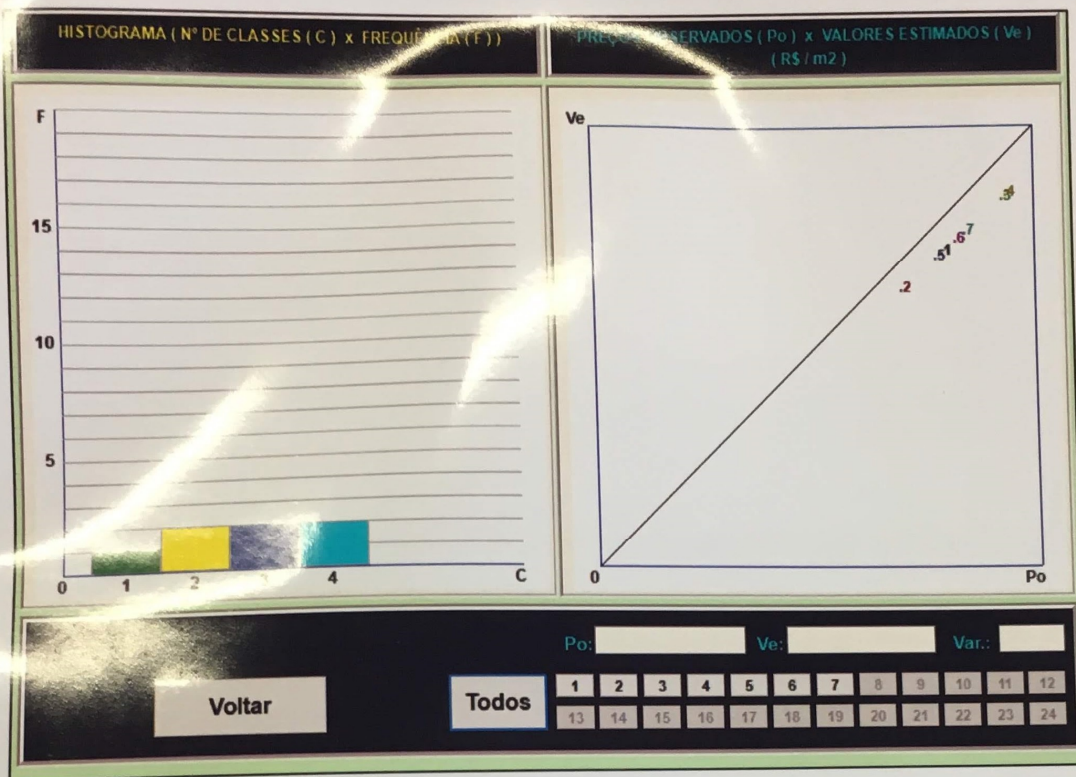 HISTOGRAMA ( Nº DE CLASSES ( C ) x ( F ) )
( Po ) x VALORES ESTIMADOS ( Ve )
( R$ / m2 )
F
15
10
5
0
1
2
3
4
C
Ve
.3
.6
7
.5
1
.2
0
Po
Po:
Ve:
Var.:
Voltar
Todos
1 2 3 4 5 6 7 8 9 10 11 12
13 14 15 16 17 18 19 20 21 22 23 24